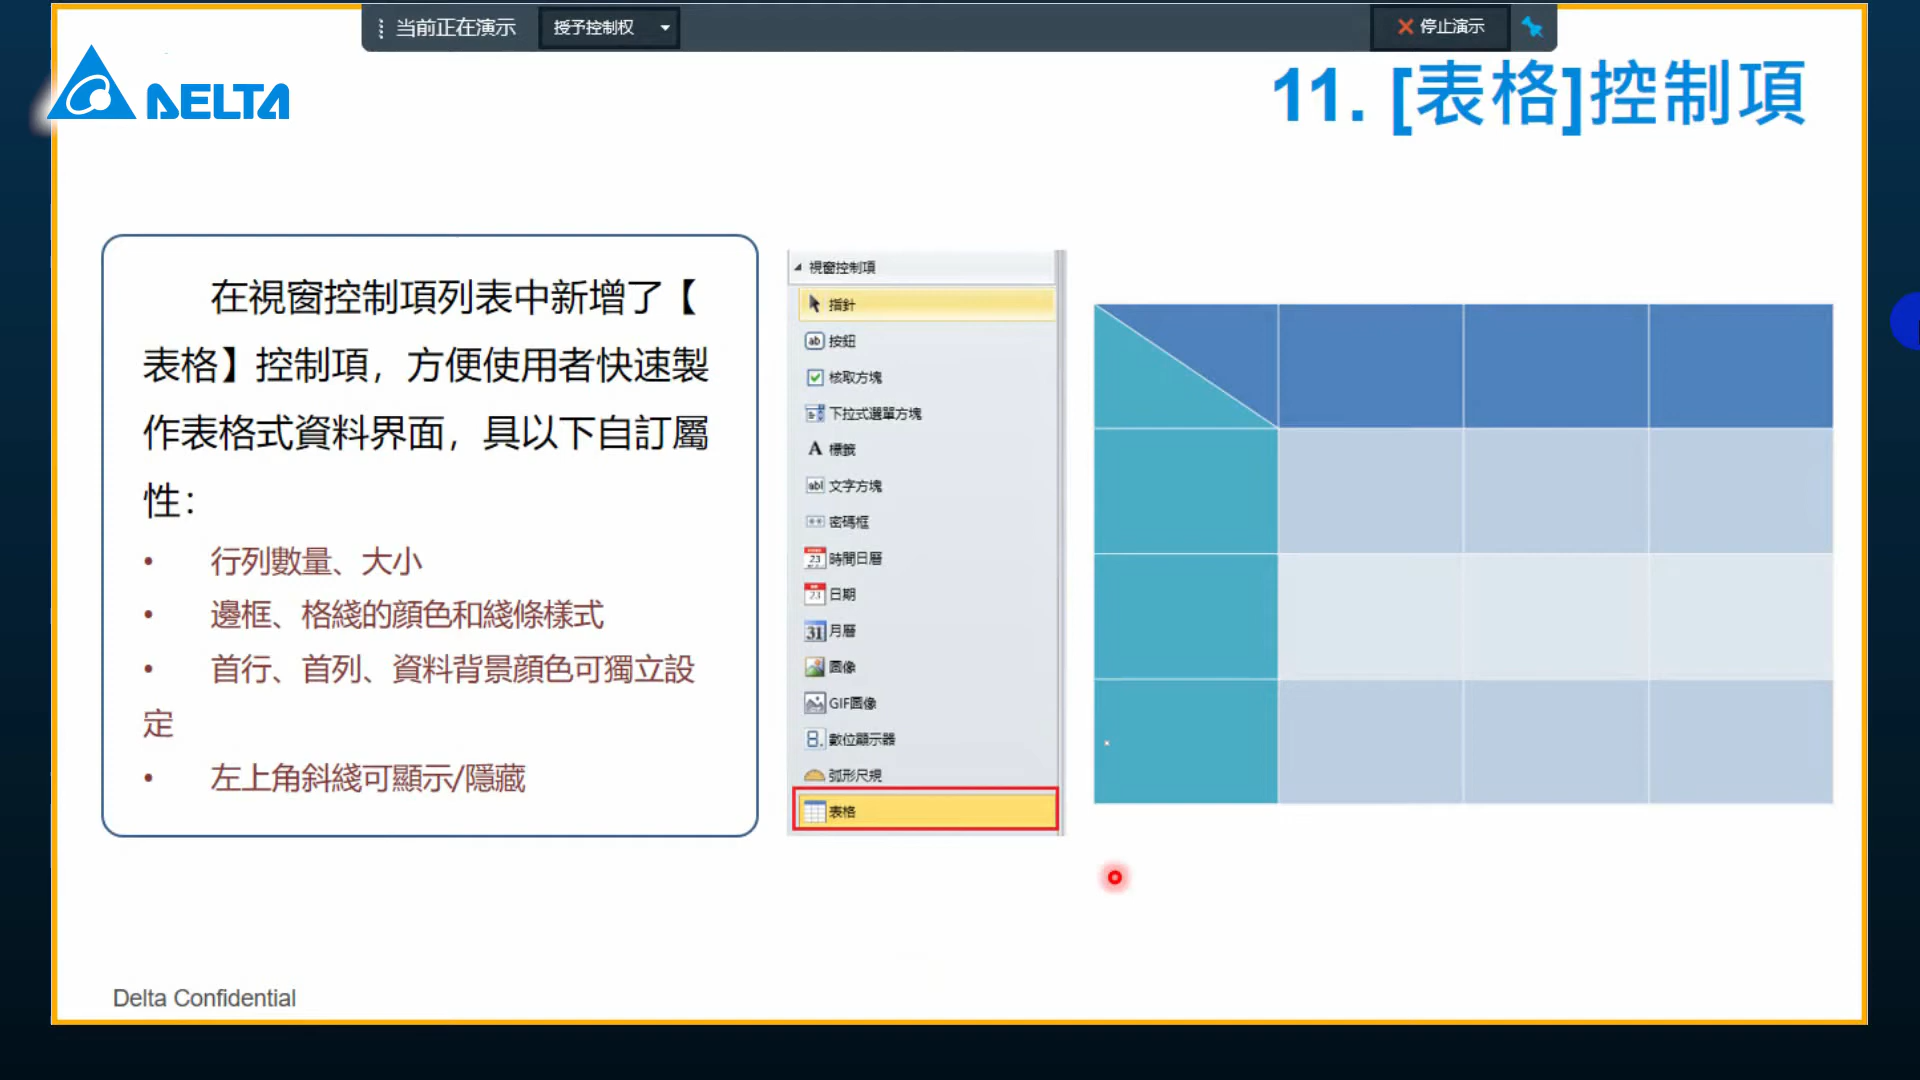 当前正在演示
授予控制权
停止演示
DELTA
11. [表格]控制項
在視窗控制項列表中新增了【
表格】控制項，方便使用者快速製
作表格式資料界面，具以下自訂屬
性：
• 行列數量、大小
• 邊框、格綫的顏色和綫條樣式
• 首行、首列、資料背景顏色可獨立設
定
• 左上角斜綫可顯示/隱藏
視窗控制項
指針
按鈕
核取方塊
下拉式選單方塊
標籤
文字方塊
密碼框
時間日曆
日期
月曆
圖像
GIF圖像
數位顯示器
弧形尺規
表格
Delta Confidential